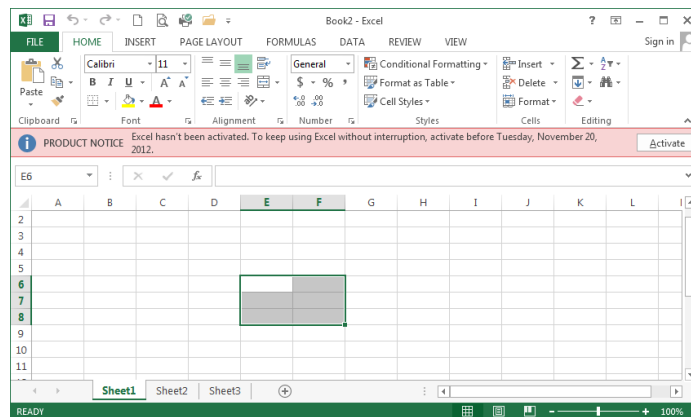 Book2 - Excel
FILE HOME INSERT PAGE LAYOUT FORMULAS DATA REVIEW VIEW Sign in
Paste
Calibri 11
B I U A A
A
General
$ % ,
.00 .0
Conditional Formatting
Format as Table
Cell Styles
Insert
Delete
Format
Clipboard Font Alignment Number Styles Cells Editing
PRODUCT NOTICE Excel hasn't been activated. To keep using Excel without interruption, activate before Tuesday, November 20,
2012.
Activate
E6 fx
A B C D E F G H I J K L
2
3
4
5
6
7
8
9
10
11
Sheet1 Sheet2 Sheet3
READY 100%